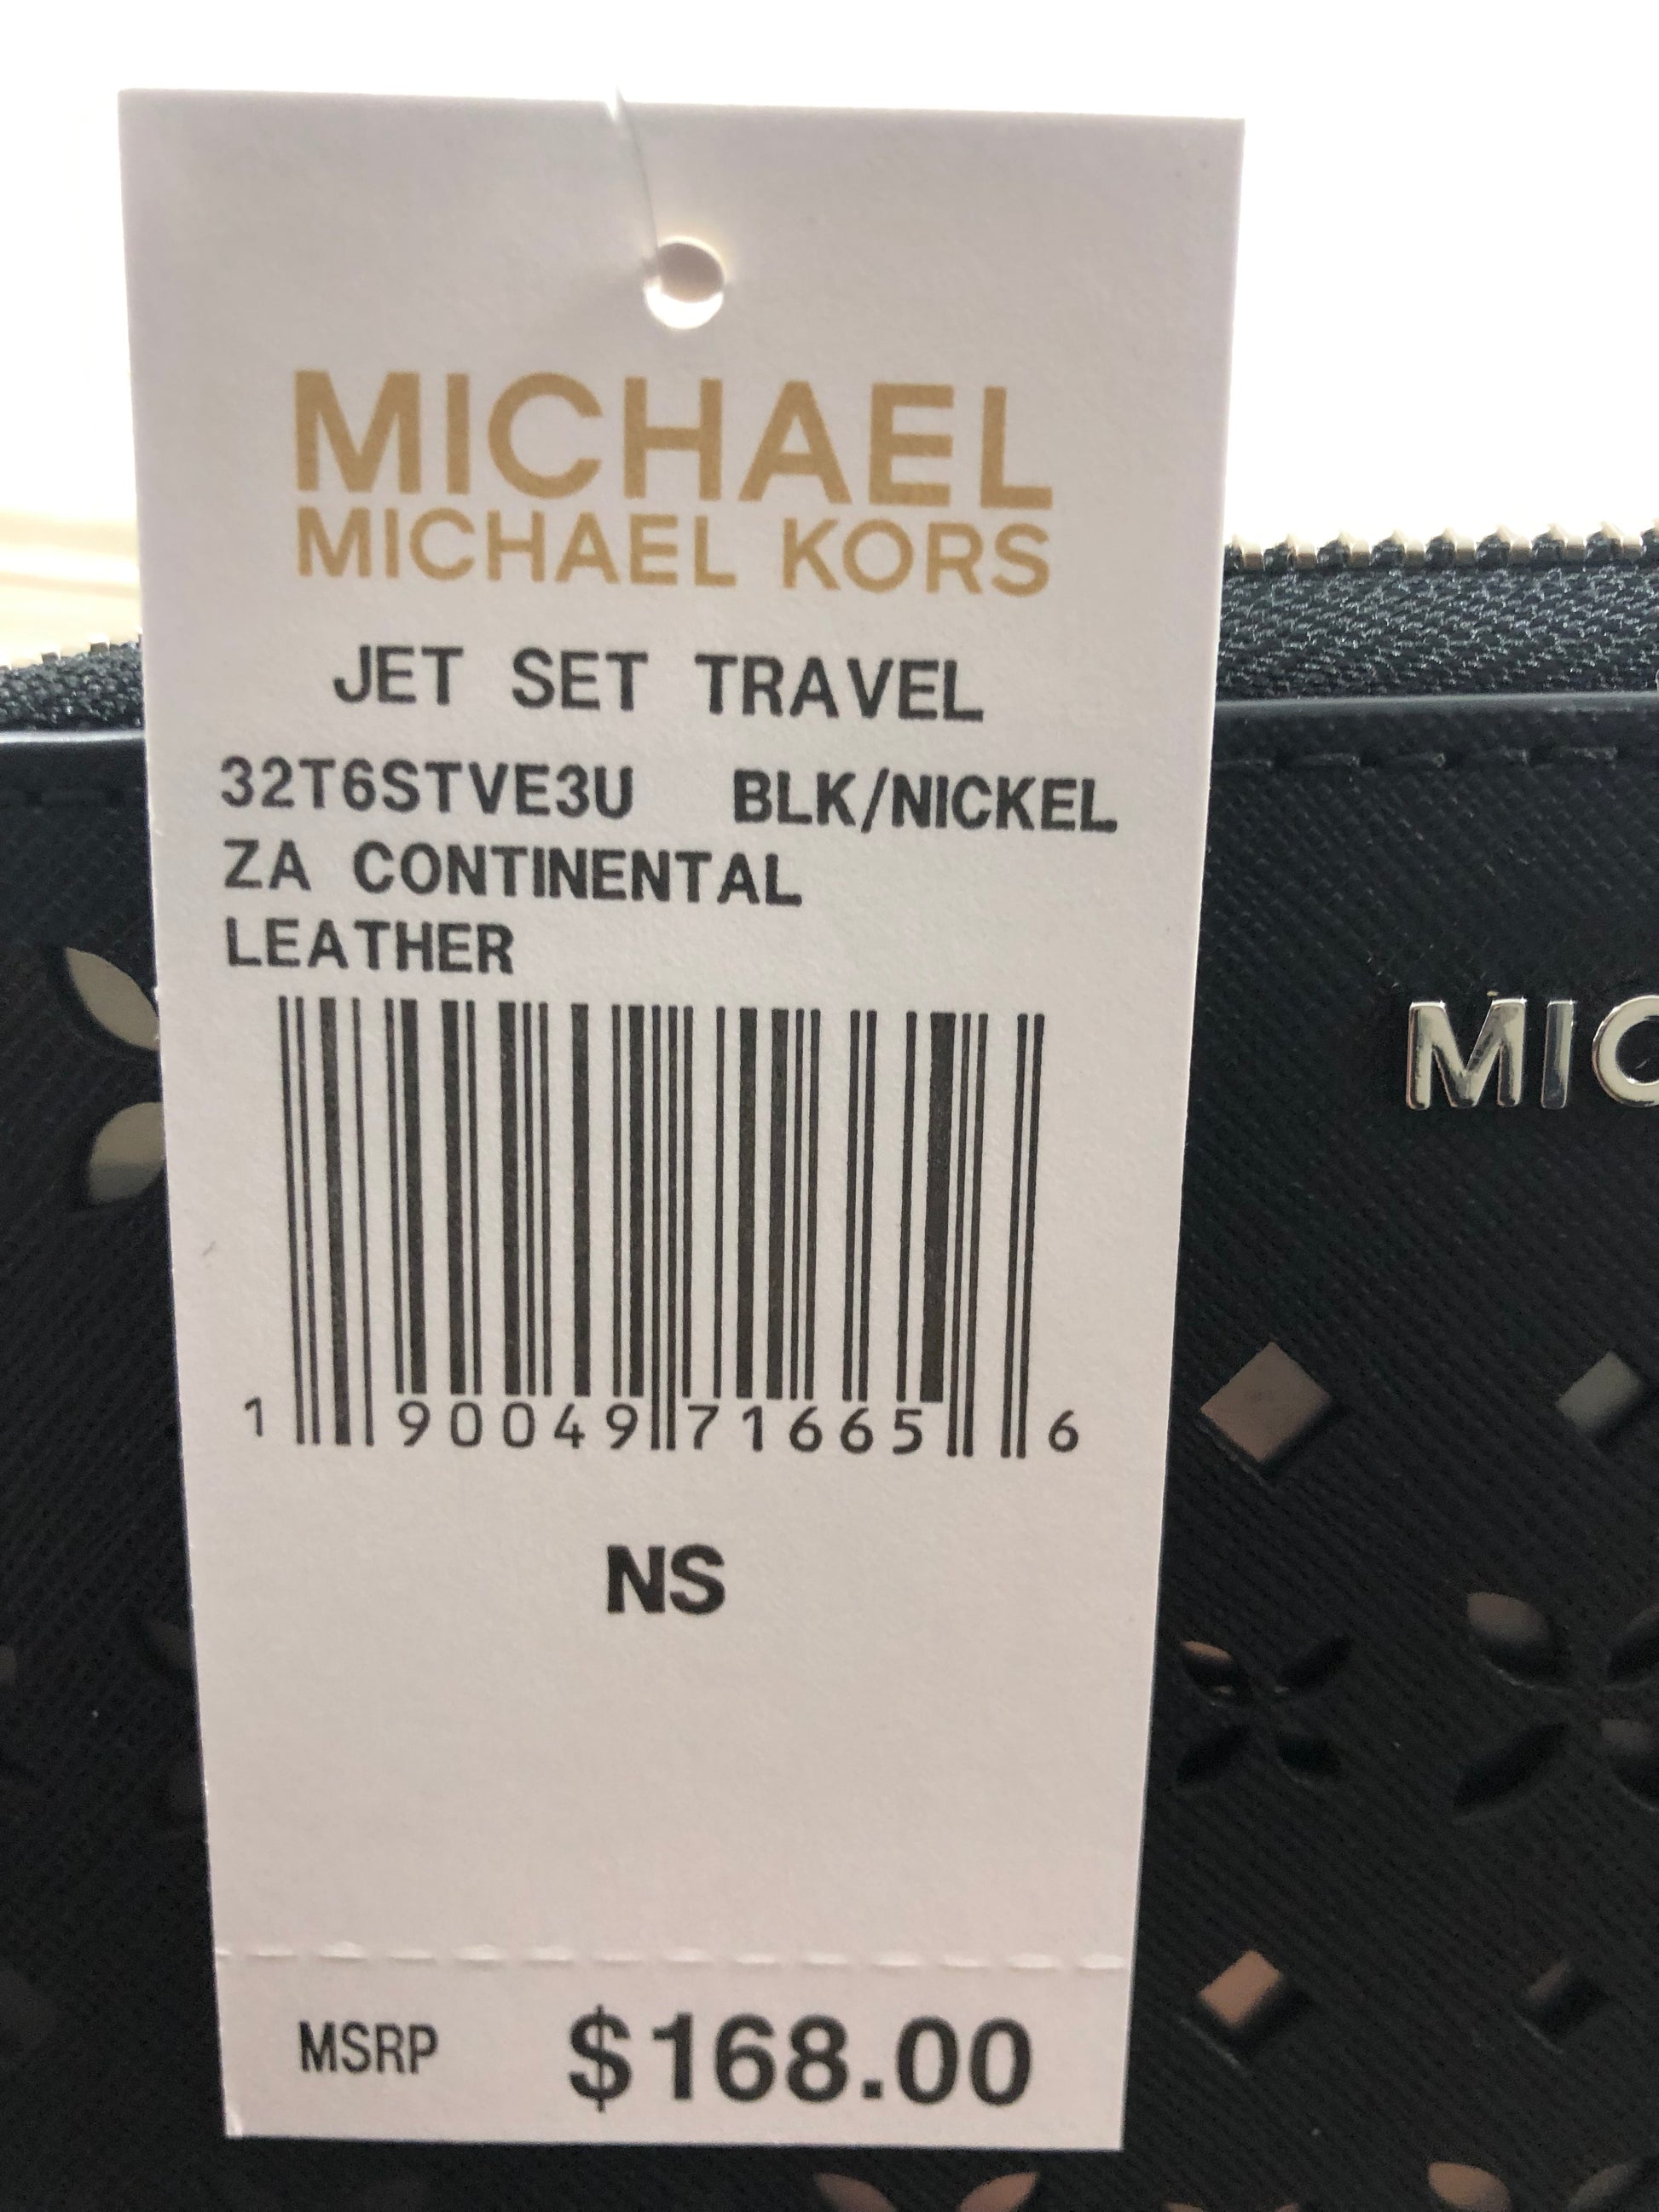 MICHAEL
MICHAEL KORS
JET SET TRAVEL
32T6STVE3U BLK/NICKEL
ZA CONTINENTAL
LEATHER
1 90049 71665 6
NS
MSRP $168.00
MIC